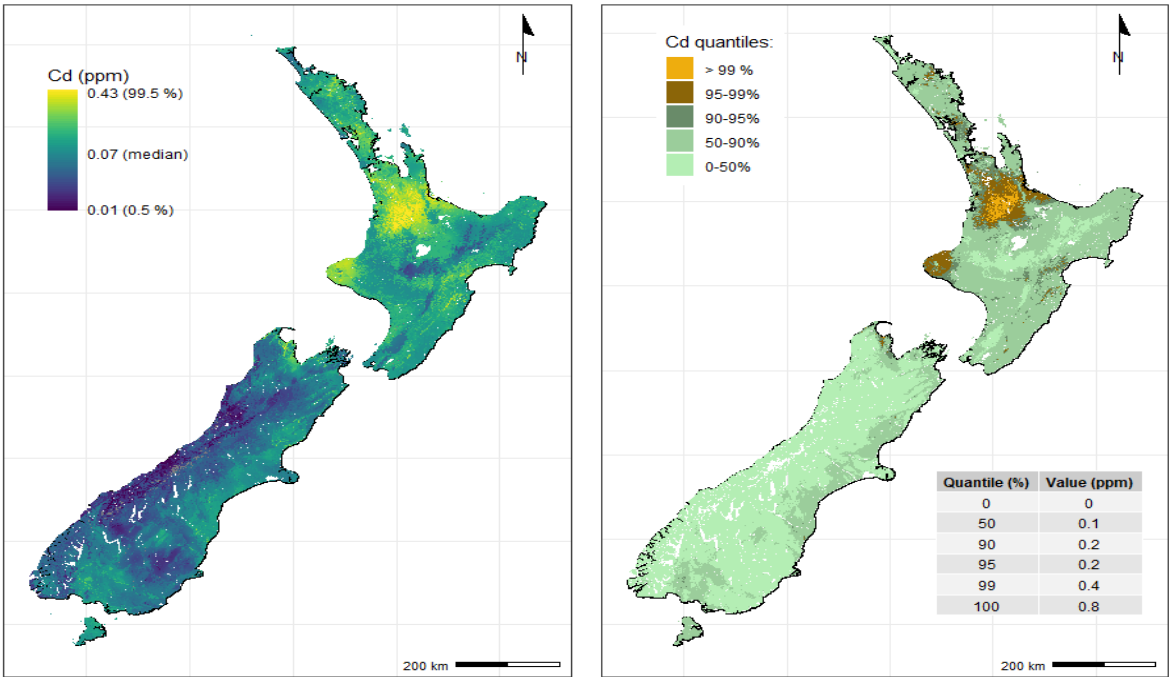 Cd (ppm)
0.43 (99.5 %)
0.07 (median)
0.01 (0.5 %)
N
200 km
Cd quantiles:
> 99 %
95-99%
90-95%
50-90%
0-50%
N
Quantile (%) Value (ppm)
0 0
50 0.1
90 0.2
95 0.2
99 0.4
100 0.8
200 km